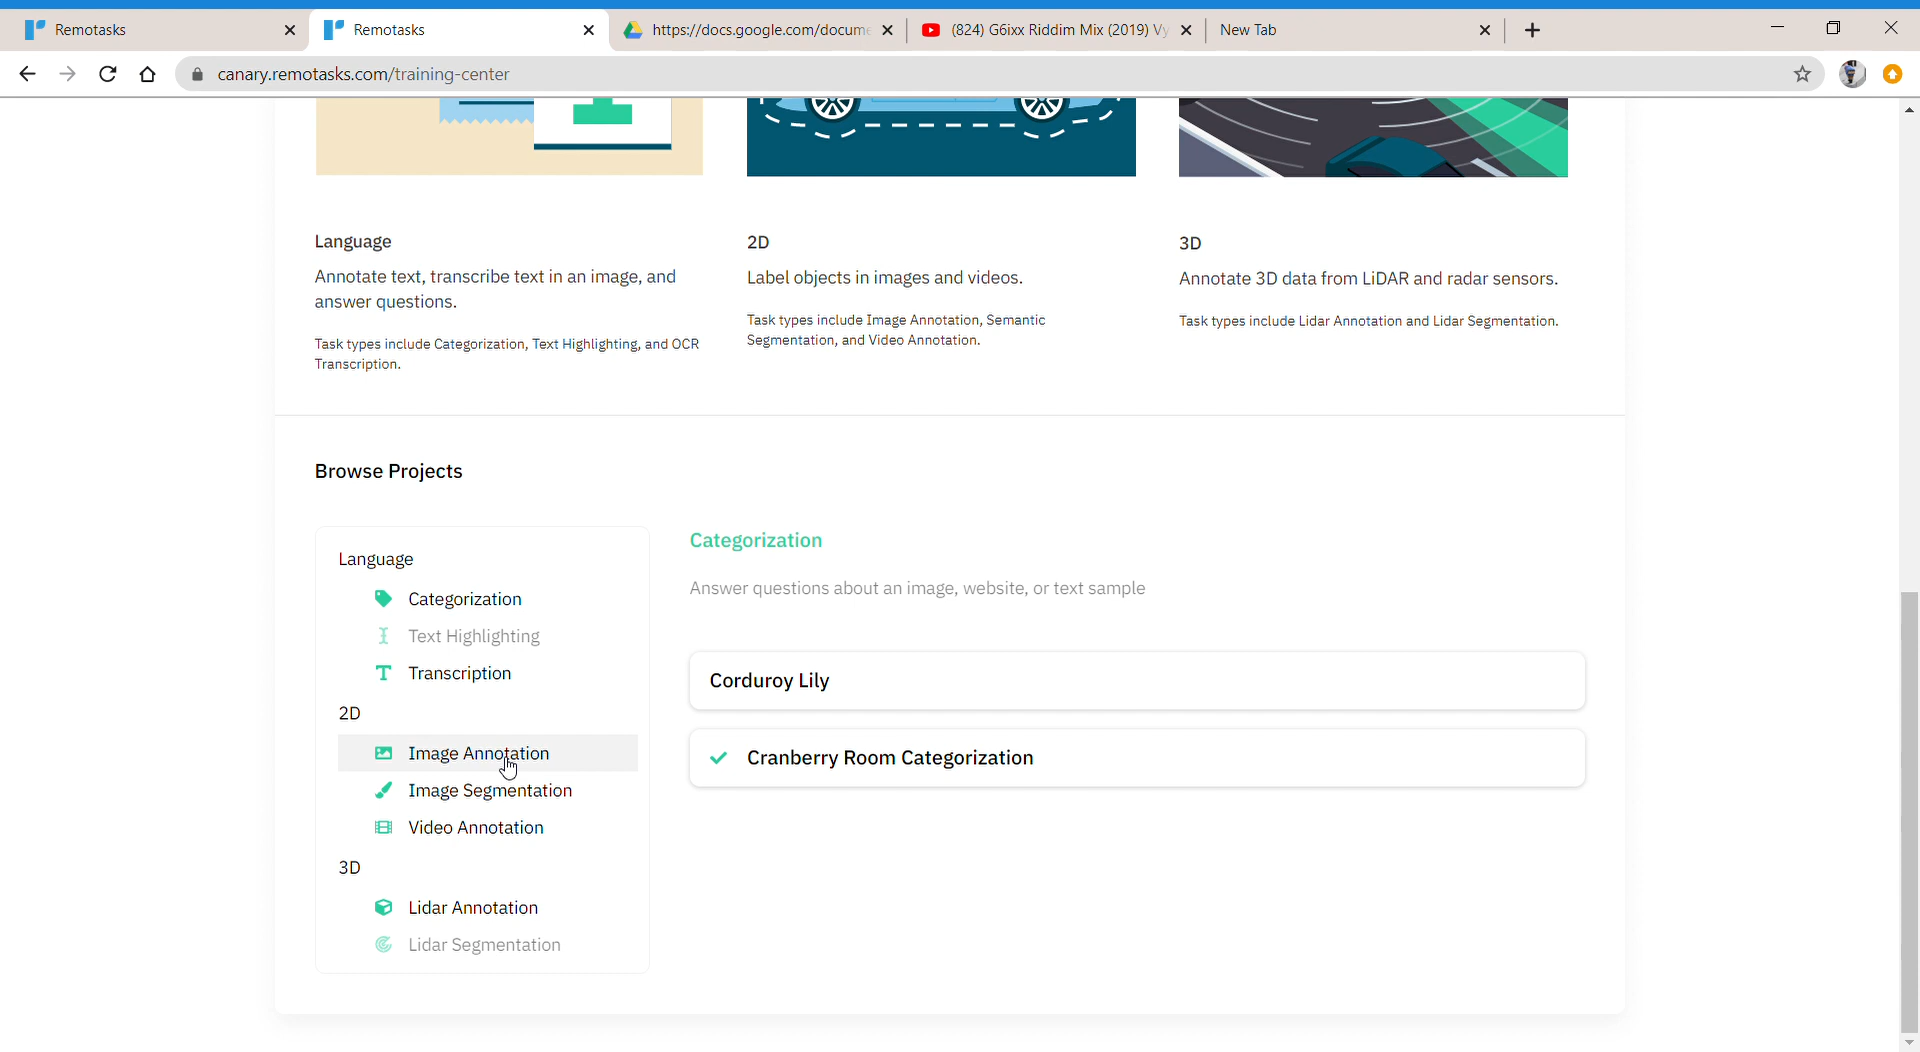 Remotasks
Remotasks
https://docs.google.com/docume
(824) G6ixx Riddim Mix (2019) Vy
New Tab
canary.remotasks.com/training-center
Language
Annotate text, transcribe text in an image, and
answer questions.
Task types include Categorization, Text Highlighting, and OCR
Transcription.
2D
Label objects in images and videos.
Task types include Image Annotation, Semantic
Segmentation, and Video Annotation.
3D
Annotate 3D data from LiDAR and radar sensors.
Task types include Lidar Annotation and Lidar Segmentation.
Browse Projects
Language
Categorization
Text Highlighting
Transcription
2D
Image Annotation
Image Segmentation
Video Annotation
3D
Lidar Annotation
Lidar Segmentation
Categorization
Answer questions about an image, website, or text sample
Corduroy Lily
Cranberry Room Categorization